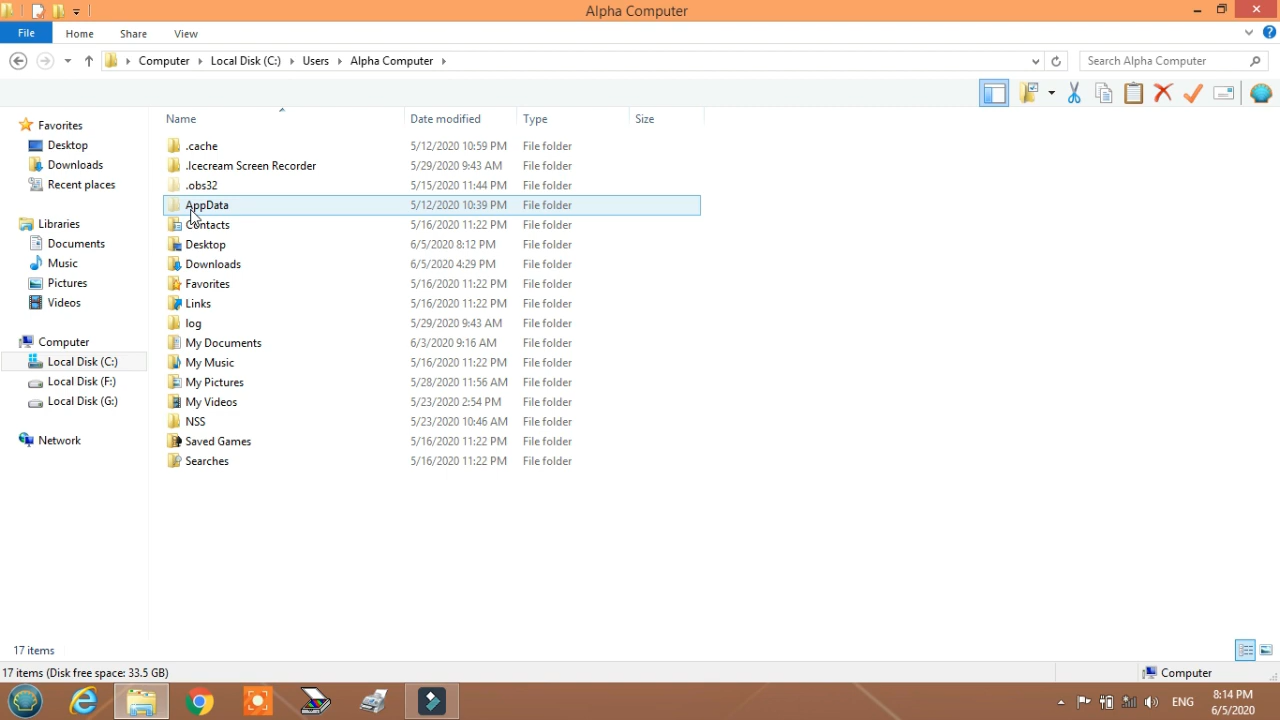 Alpha Computer
File Home Share View
Computer Local Disk (C:) Users Alpha Computer Search Alpha Computer
Name Date modified Type Size
Favorites
Desktop
Downloads
Recent places
Libraries
Documents
Music
Pictures
Videos
Computer
Local Disk (C:)
Local Disk (F:)
Local Disk (G:)
Network
.cache 5/12/2020 10:59 PM File folder
.Icecream Screen Recorder 5/29/2020 9:43 AM File folder
.obs32 5/15/2020 11:44 PM File folder
AppData 5/12/2020 10:39 PM File folder
Contacts 5/16/2020 11:22 PM File folder
Desktop 6/5/2020 8:12 PM File folder
Downloads 6/5/2020 4:29 PM File folder
Favorites 5/16/2020 11:22 PM File folder
Links 5/16/2020 11:22 PM File folder
log 5/29/2020 9:43 AM File folder
My Documents 6/3/2020 9:16 AM File folder
My Music 5/16/2020 11:22 PM File folder
My Pictures 5/28/2020 11:56 AM File folder
My Videos 5/23/2020 2:54 PM File folder
NSS 5/23/2020 10:46 AM File folder
Saved Games 5/16/2020 11:22 PM File folder
Searches 5/16/2020 11:22 PM File folder
17 items
17 items (Disk free space: 33.5 GB) Computer
ENG 8:14 PM
6/5/2020